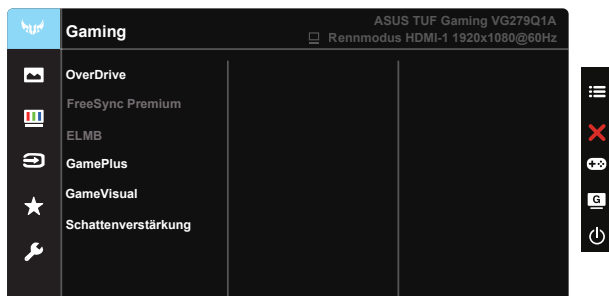 Gaming
ASUS TUF Gaming VG279Q1A
Rennmodus HDMI-1 1920x1080@60Hz
OverDrive
FreeSync Premium
ELMB
GamePlus
GameVisual
Schattenverstärkung
G